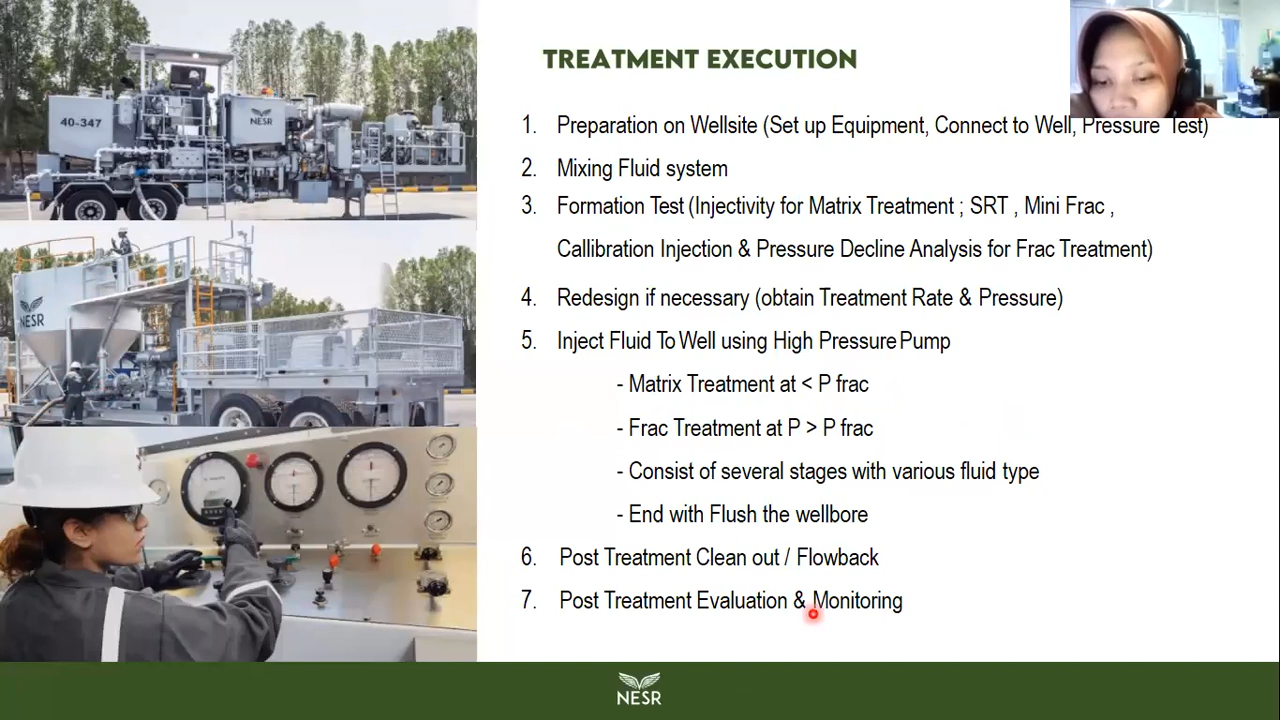 TREATMENT EXECUTION
1. Preparation on Wellsite (Set up Equipment, Connect to Well, Pressure Test)
2. Mixing Fluid system
3. Formation Test (Injectivity for Matrix Treatment ; SRT , Mini Frac ,
Callibration Injection & Pressure Decline Analysis for Frac Treatment)
4. Redesign if necessary (obtain Treatment Rate & Pressure)
5. Inject Fluid To Well using High Pressure Pump
- Matrix Treatment at < P frac
- Frac Treatment at P > P frac
- Consist of several stages with various fluid type
- End with Flush the wellbore
6. Post Treatment Clean out / Flowback
7. Post Treatment Evaluation & Monitoring
40-347
NESR
NESR
NESR